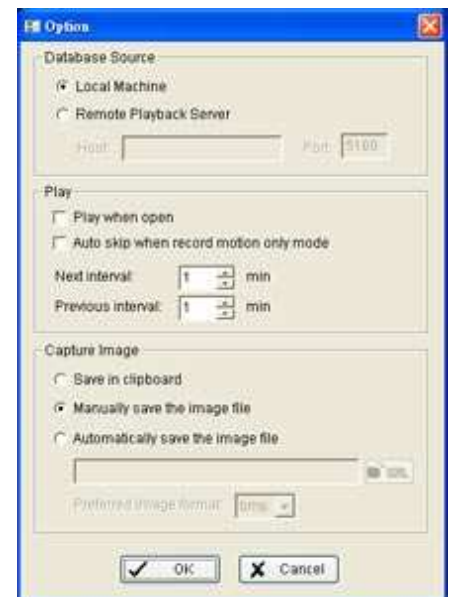 Option
Database Source
Local Machine
Remote Playback Server
Host: Port: 5160
Play
Play when open
Auto skip when record motion only mode
Next interval: 1 min
Previous interval: 1 min
Capture Image
Save in clipboard
Manually save the image file
Automatically save the image file
Preferred image format: bmp
OK Cancel